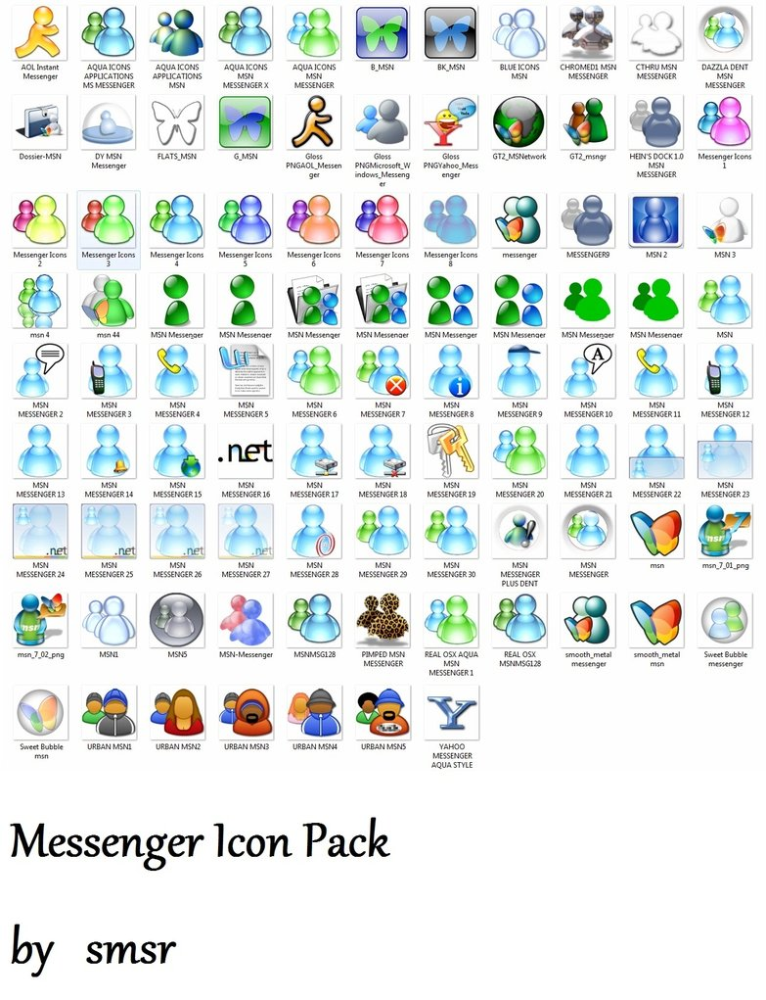 AOL Instant Messenger
AQUA ICONS APPLICATIONS MS MESSENGER
AQUA ICONS APPLICATIONS MSN
AQUA ICONS MSN MESSENGER X
AQUA ICONS MSN MESSENGER
B_MSN
BK_MSN
BLUE ICONS MSN
CHROMED1 MSN MESSENGER
CTHRU MSN MESSENGER
DAZZLA DENT MSN MESSENGER
Dossier-MSN
DY MSN Messenger
FLATS_MSN
G_MSN
Gloss PNGAOL_Messenger
Gloss PNGMicrosoft_Windows_Messenger
Gloss PNGYahoo_Messenger
GT2_MSNetwork
GT2_msngr
HEIN'S DOCK 1.0 MSN MESSENGER
Messenger Icons 1
Messenger Icons 2
Messenger Icons 3
Messenger Icons 4
Messenger Icons 5
Messenger Icons 6
Messenger Icons 7
Messenger Icons 8
messenger
MESSENGER9
MSN 2
MSN 3
msn 4
msn 44
MSN Messenger
MSN Messenger
MSN Messenger
MSN Messenger
MSN Messenger
MSN Messenger
MSN Messenger
MSN Messenger
MSN
A
MSN MESSENGER 2
MSN MESSENGER 3
MSN MESSENGER 4
MSN MESSENGER 5
MSN MESSENGER 6
MSN MESSENGER 7
MSN MESSENGER 8
MSN MESSENGER 9
MSN MESSENGER 10
MSN MESSENGER 11
MSN MESSENGER 12
.net
MSN MESSENGER 13
MSN MESSENGER 14
MSN MESSENGER 15
MSN MESSENGER 16
MSN MESSENGER 17
MSN MESSENGER 18
MSN MESSENGER 19
MSN MESSENGER 20
MSN MESSENGER 21
MSN MESSENGER 22
MSN MESSENGER 23
.net
.net
.net
.net
MSN MESSENGER 24
MSN MESSENGER 25
MSN MESSENGER 26
MSN MESSENGER 27
MSN MESSENGER 28
MSN MESSENGER 29
MSN MESSENGER 30
MSN MESSENGER PLUS DENT
MSN MESSENGER
msn
msn_7_01_png
msn_7_02_png
MSN1
MSN5
MSN-Messenger
MSNMSG128
PIMPED MSN MESSENGER
REAL OSX AQUA MSN MESSENGER 1
REAL OSX MSNMSG128
smooth_metal messenger
smooth_metal msn
Sweet Bubble messenger
Sweet Bubble msn
URBAN MSN1
URBAN MSN2
URBAN MSN3
URBAN MSN4
URBAN MSN5
YAHOO MESSENGER AQUA STYLE
Messenger Icon Pack
by smsr